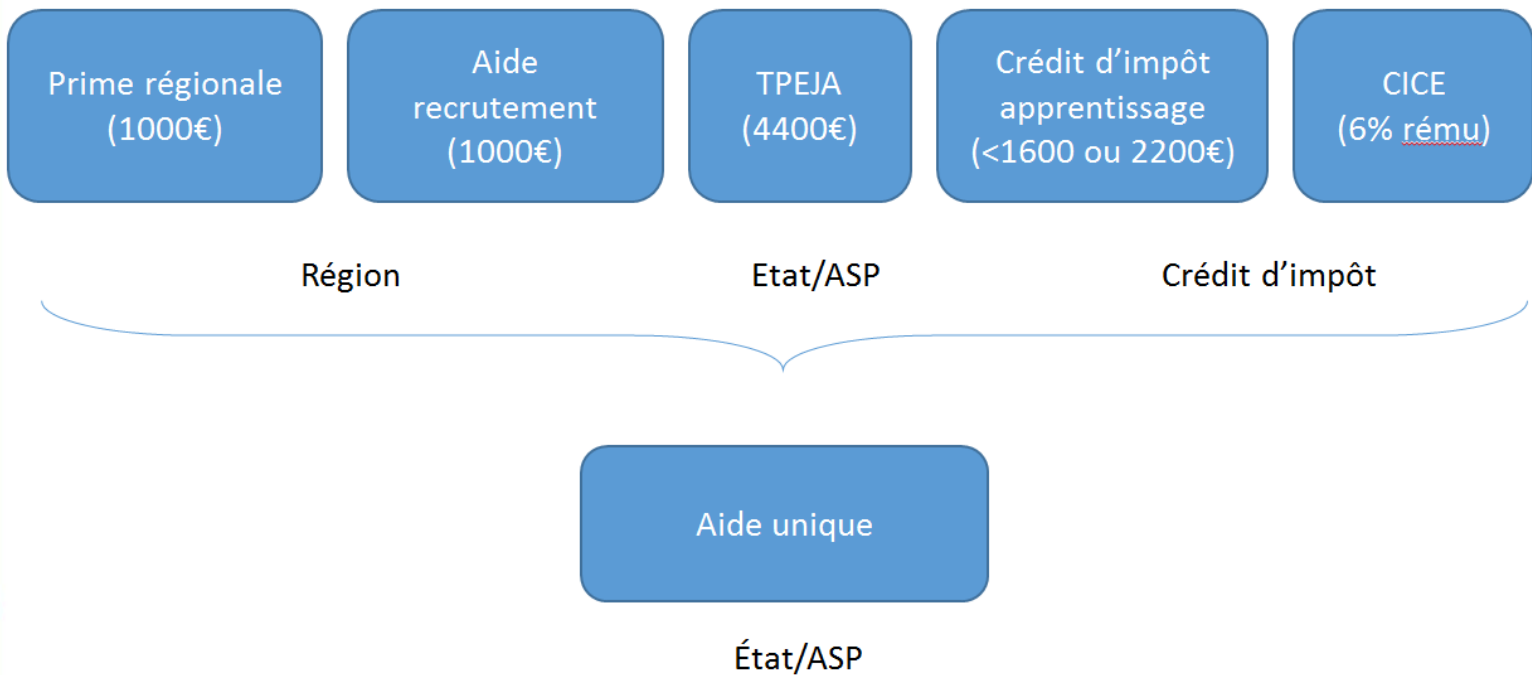 Prime régionale
(1000€)
Aide
recrutement
(1000€)
TPEJA
(4400€)
Crédit d’impôt
apprentissage
(<1600 ou 2200€)
CICE
(6% rému)
Région
Etat/ASP
Crédit d’impôt
Aide unique
État/ASP